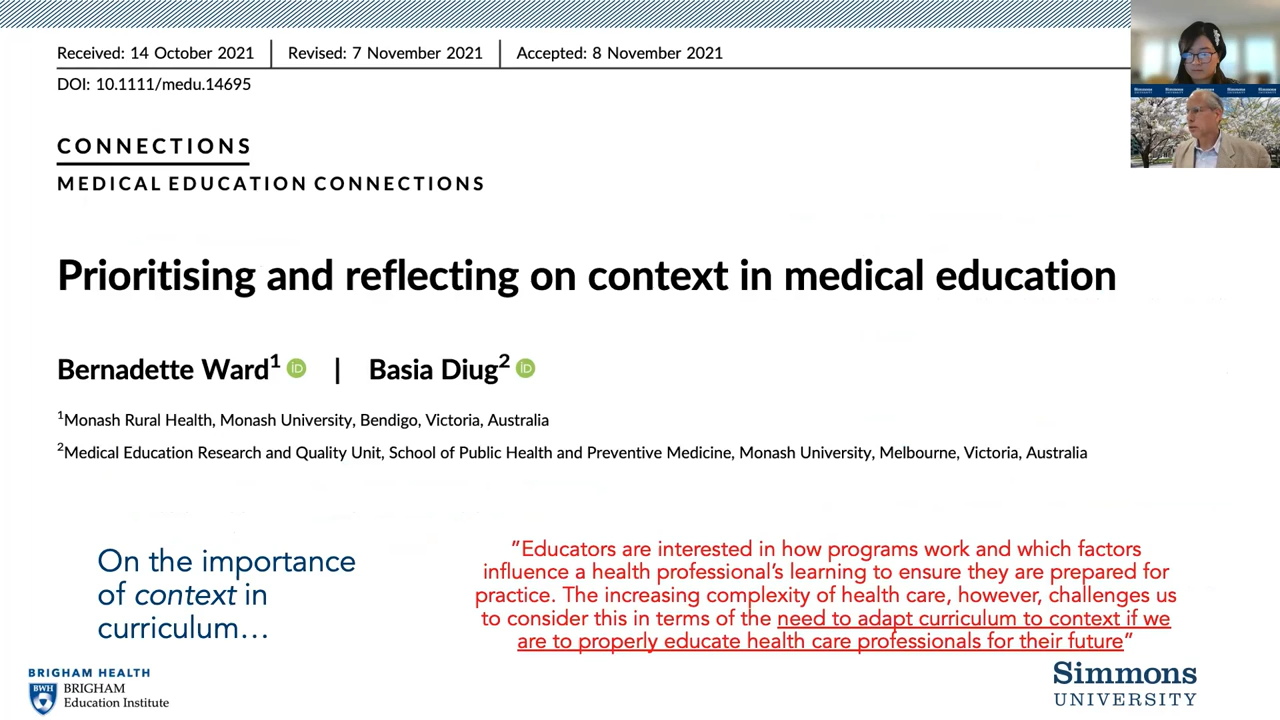 Received: 14 October 2021 | Revised: 7 November 2021 | Accepted: 8 November 2021
DOI: 10.1111/medu.14695
CONNECTIONS
MEDICAL EDUCATION CONNECTIONS
Prioritising and reflecting on context in medical education
Bernadette Ward1 iD | Basia Diug2 iD
1Monash Rural Health, Monash University, Bendigo, Victoria, Australia
2Medical Education Research and Quality Unit, School of Public Health and Preventive Medicine, Monash University, Melbourne, Victoria, Australia
On the importance
of context in
curriculum…
"Educators are interested in how programs work and which factors
influence a health professional's learning to ensure they are prepared for
practice. The increasing complexity of health care, however, challenges us
to consider this in terms of the need to adapt curriculum to context if we
are to properly educate health care professionals for their future"
BRIGHAM HEALTH
BWH
BRIGHAM
Education Institute
Simmons
UNIVERSITY